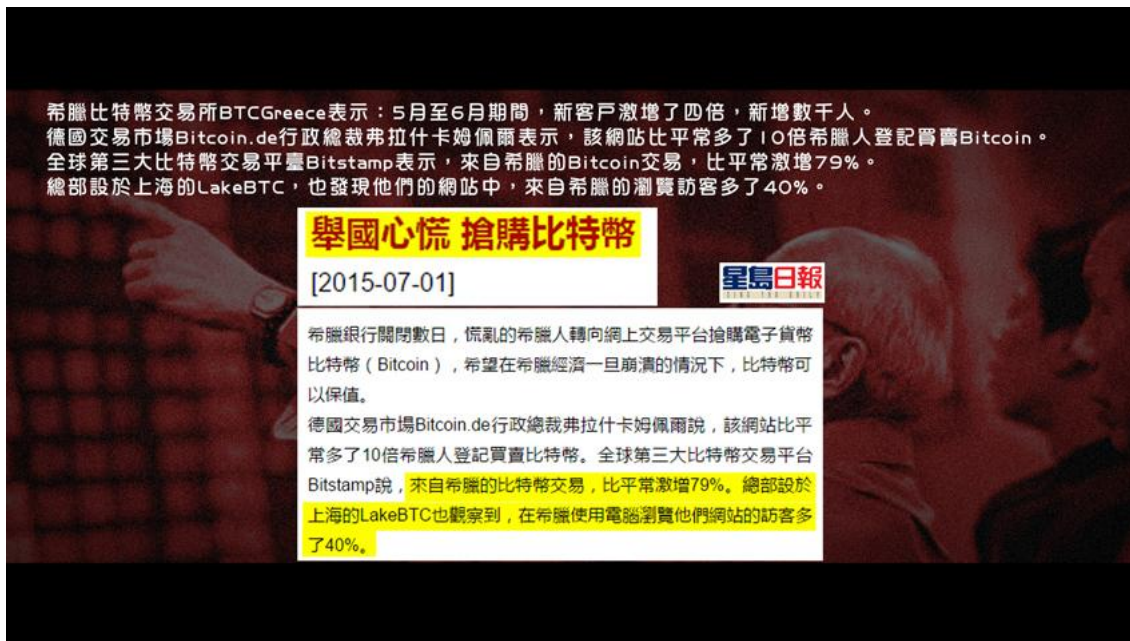 希臘比特幣交易所BTCGreece表示：5月至6月期間，新客戶激增了四倍，新增數千人。
德國交易市場Bitcoin.de行政總裁弗拉什卡姆佩爾表示，該網站比平常多了10倍希臘人登記買賣Bitcoin。
全球第三大比特幣交易平臺Bitstamp表示，來自希臘的Bitcoin交易，比平常激增79%。
總部設於上海的LakeBTC，也發現他們的網站中，來自希臘的瀏覽訪客多了40%。
舉國心慌 搶購比特幣
[2015-07-01]
星島日報
SING TAO DAILY
希臘銀行關閉數日，慌亂的希臘人轉向網上交易平台搶購電子貨幣
比特幣（Bitcoin），希望在希臘經濟一旦崩潰的情況下，比特幣可
以保值。
德國交易市場Bitcoin.de行政總裁弗拉什卡姆佩爾說，該網站比平
常多了10倍希臘人登記買賣比特幣。全球第三大比特幣交易平台
Bitstamp說，來自希臘的比特幣交易，比平常激增79%。總部設於
上海的LakeBTC也觀察到，在希臘使用電腦瀏覽他們網站的訪客多
了40%。